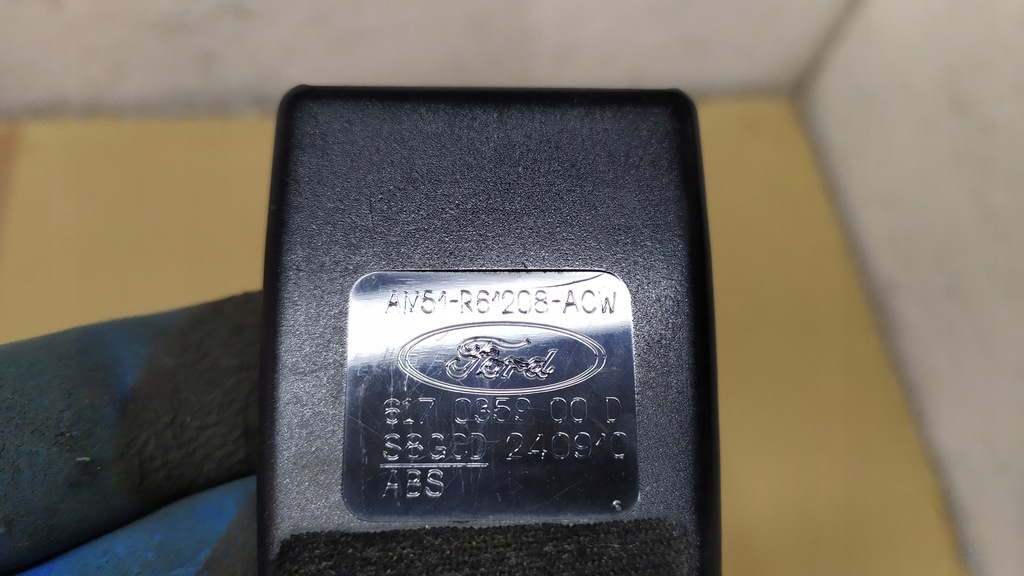 AM51-R61208-ACW
Ford
617 0359 00 D
SBGCD 240910
ABS